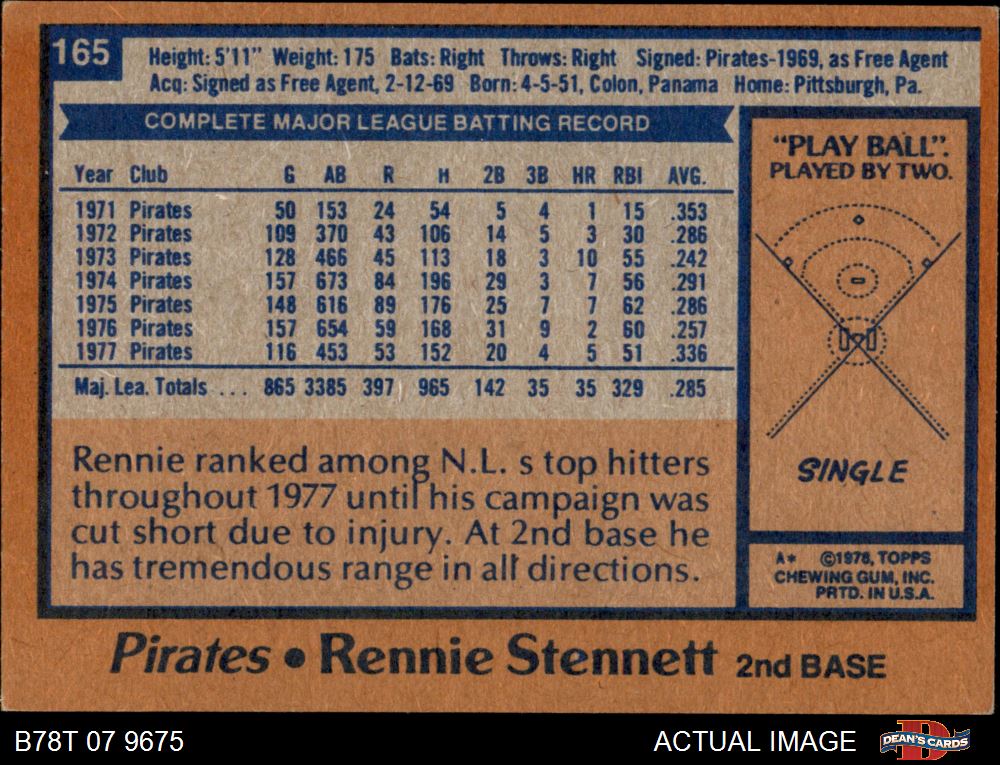 165
Height: 5'11" Weight: 175 Bats: Right Throws: Right Signed: Pirates-1969, as Free Agent
Acq: Signed as Free Agent, 2-12-69 Born: 4-5-51, Colon, Panama Home: Pittsburgh, Pa.
COMPLETE MAJOR LEAGUE BATTING RECORD
Year Club G AB R H 2B 3B HR RBI AVG.
1971 Pirates 50 153 24 54 5 4 1 15 .353
1972 Pirates 109 370 43 106 14 5 3 30 .286
1973 Pirates 128 466 45 113 18 3 10 55 .242
1974 Pirates 157 673 84 196 29 3 7 56 .291
1975 Pirates 148 616 89 176 25 7 7 62 .286
1976 Pirates 157 654 59 168 31 9 2 60 .257
1977 Pirates 116 453 53 152 20 4 5 51 .336
Maj. Lea. Totals ... 865 3385 397 965 142 35 35 329 .285
Rennie ranked among N.L. s top hitters
throughout 1977 until his campaign was
cut short due to injury. At 2nd base he
has tremendous range in all directions.
"PLAY BALL".
PLAYED BY TWO.
SINGLE
A* ©1978, TOPPS
CHEWING GUM, INC.
PRTD. IN U.S.A.
Pirates • Rennie Stennett 2nd BASE
B78T 07 9675
ACTUAL IMAGE
D
DEAN'S CARDS